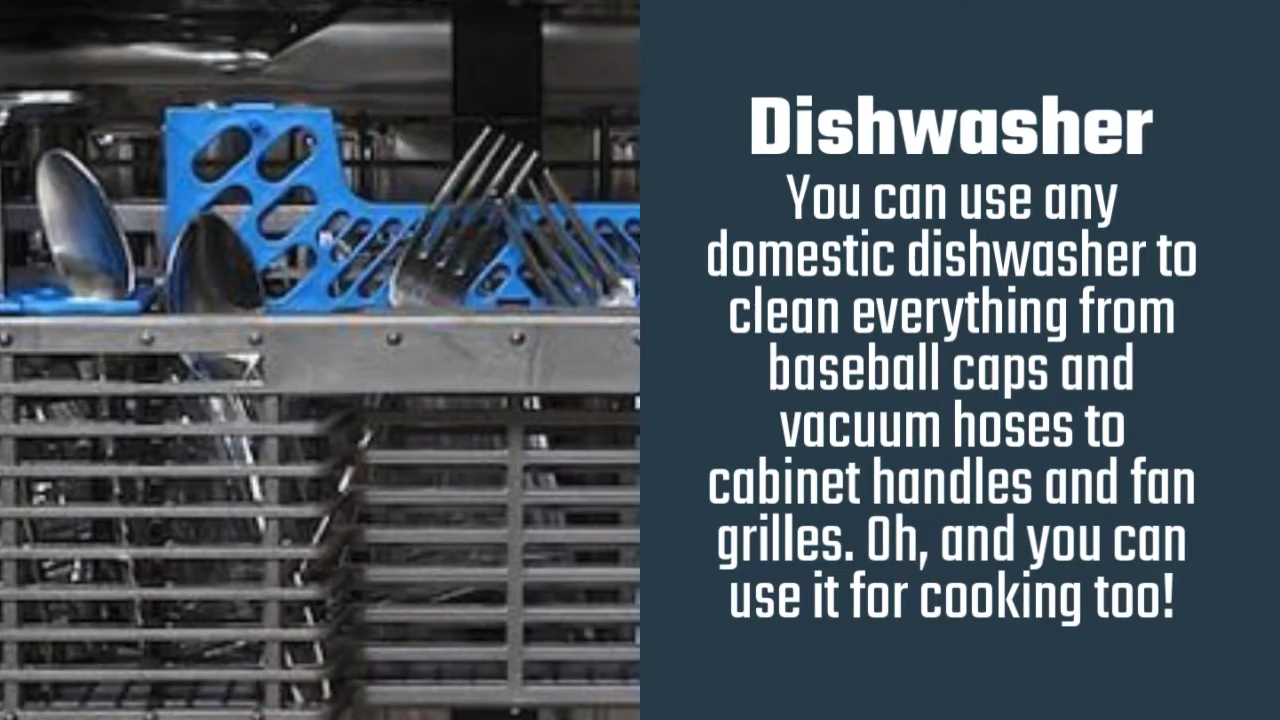 Dishwasher
You can use any
domestic dishwasher to
clean everything from
baseball caps and
vacuum hoses to
cabinet handles and fan
grilles. Oh, and you can
use it for cooking too!